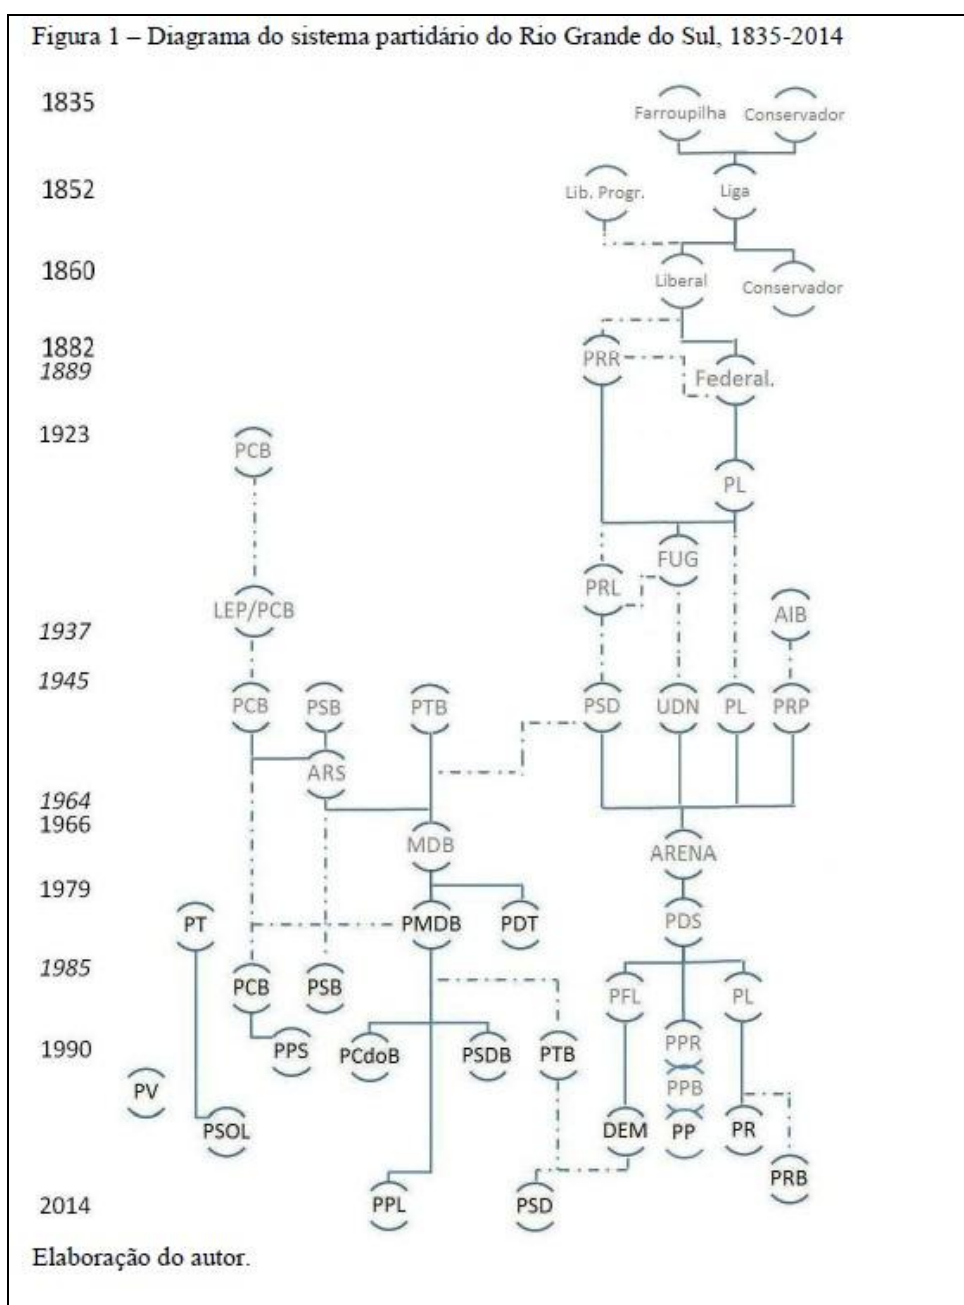 Figura 1 – Diagrama do sistema partidário do Rio Grande do Sul, 1835-2014
1835
Farroupilha
Conservador
1852
Lib. Progr.
Liga
1860
Liberal
Conservador
1882
PRR
1889
Federal.
1923
PCB
PL
FUG
PRL
LEP/PCB
AIB
1937
1945
PCB
PSB
PTB
PSD
UDN
PL
PRP
ARS
1964
1966
MDB
ARENA
1979
PT
PMDB
PDT
PDS
1985
PCB
PSB
PFL
PL
1990
PPS
PCdoB
PSDB
PTB
PPR
PV
PPB
PSOL
DEM
PP
PR
PRB
2014
PPL
PSD
Elaboração do autor.